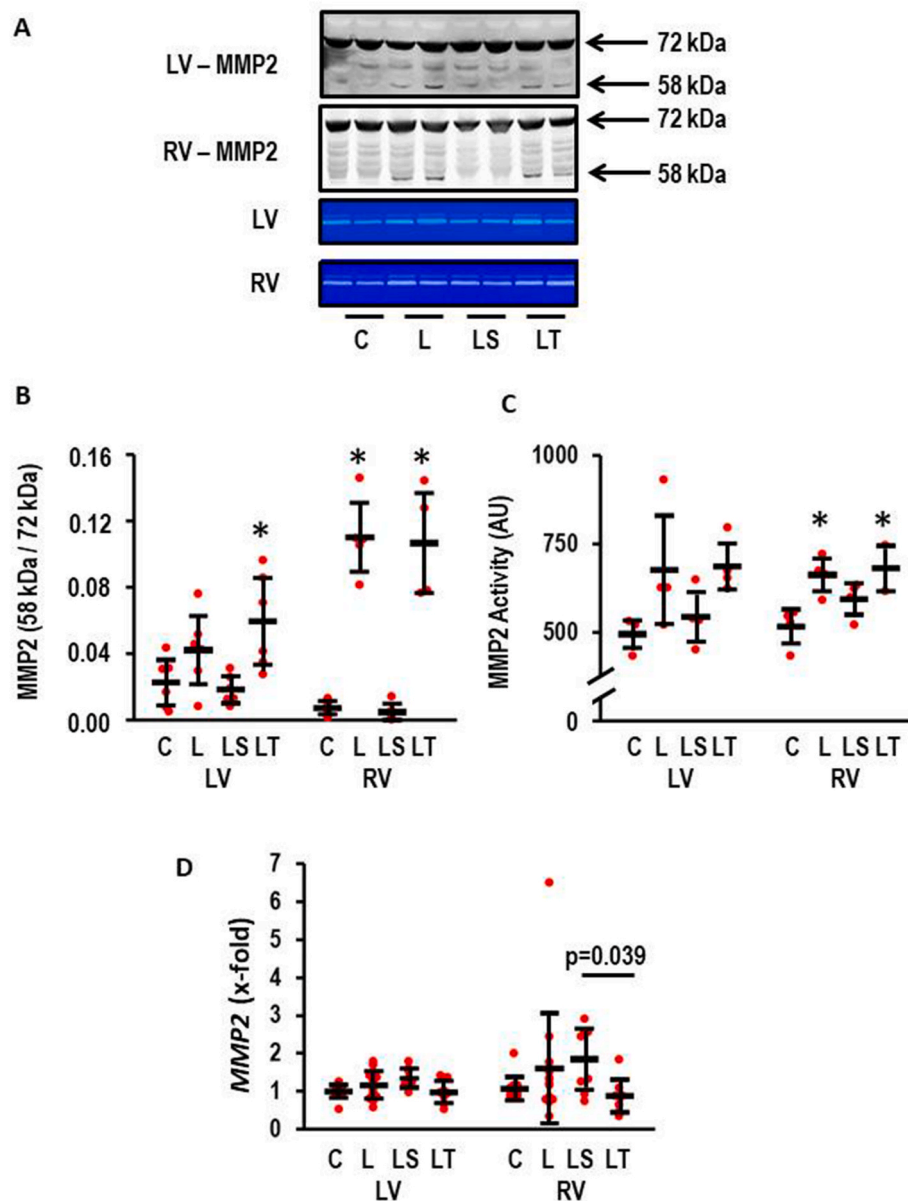 A
LV – MMP2
72 kDa
58 kDa
RV – MMP2
72 kDa
58 kDa
LV
RV
C L LS LT
B
MMP2 (58 kDa / 72 kDa)
0.16
0.12
0.08
0.04
0.00
* * *
C L LS LT C L LS LT
LV RV
C
MMP2 Activity (AU)
1000
750
500
0
* *
C L LS LT C L LS LT
LV RV
D
MMP2 (x-fold)
7
6
5
4
3
2
1
0
p=0.039
C L LS LT C L LS LT
LV RV